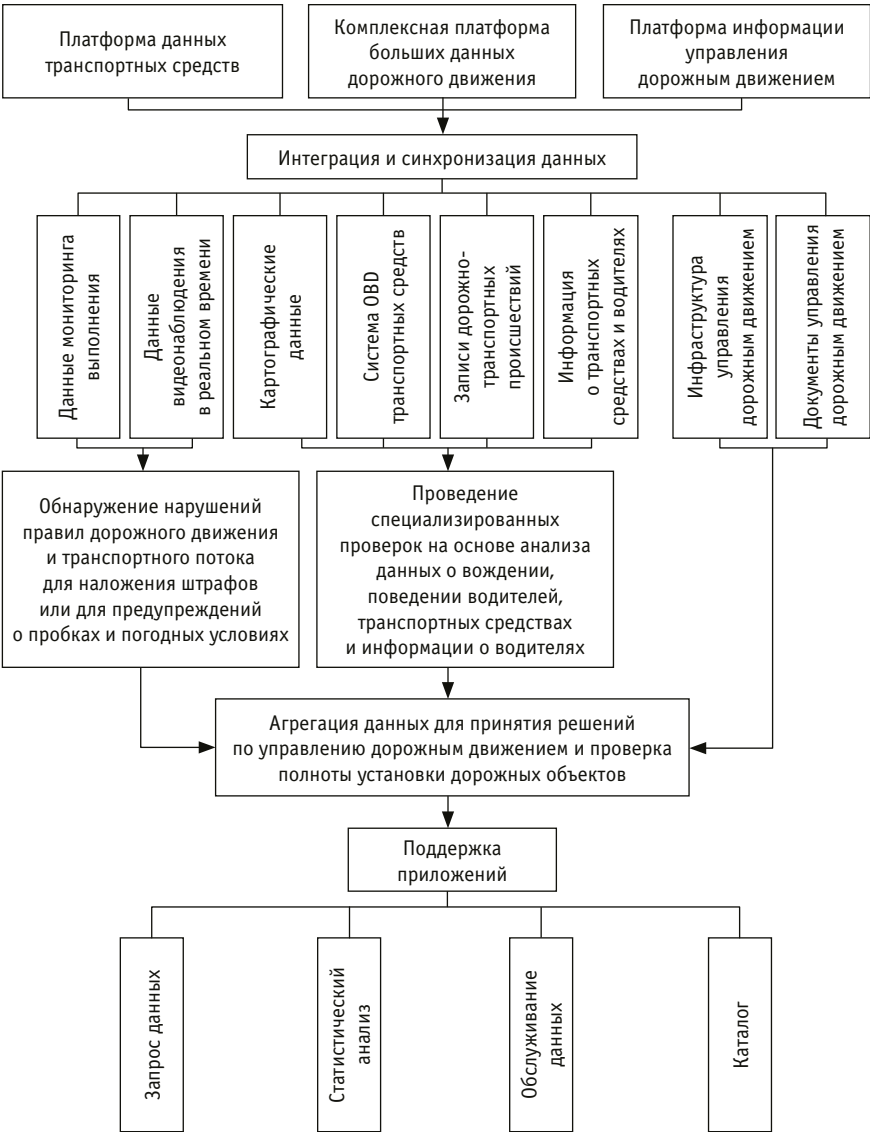 Платформа данных
транспортных средств
Комплексная платформа
больших данных
дорожного движения
Платформа информации
управления
дорожным движением
Интеграция и синхронизация данных
Данные мониторинга
выполнения
Данные
видеонаблюдения
в реальном времени
Картографические
данные
Система OBD
транспортных средств
Записи дорожно-
транспортных
происшествий
Информация
о транспортных
средствах и водителях
Инфраструктура
управления
дорожным движением
Документы управления
дорожным движением
Обнаружение нарушений
правил дорожного движения
и транспортного потока
для наложения штрафов
или для предупреждений
о пробках и погодных условиях
Проведение
специализированных
проверок на основе анализа
данных о вождении,
поведении водителей,
транспортных средствах
и информации о водителях
Агрегация данных для принятия решений
по управлению дорожным движением и проверка
полноты установки дорожных объектов
Поддержка
приложений
Запрос данных
Статистический
анализ
Обслуживание
данных
Каталог